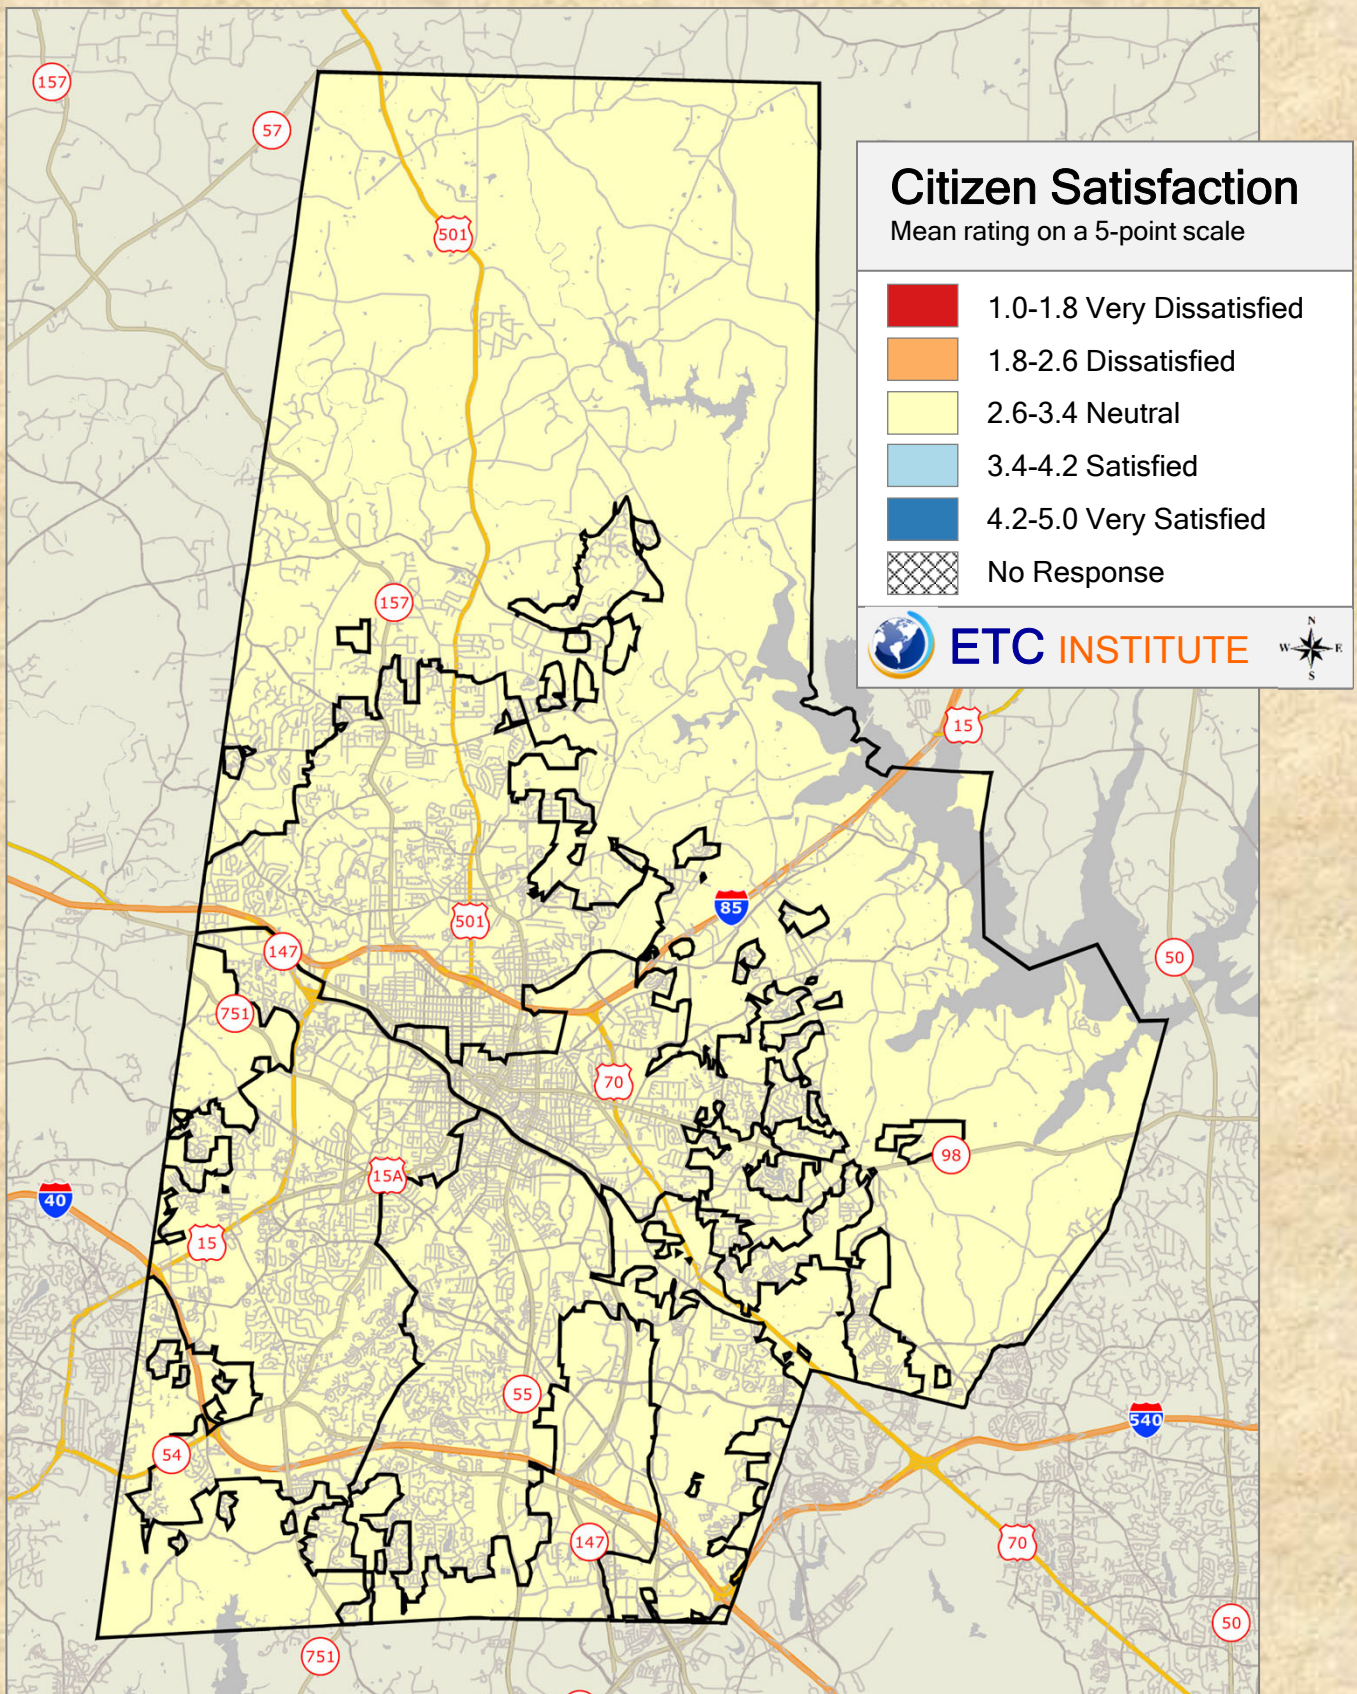 157
57
501
Citizen Satisfaction
Mean rating on a 5-point scale
1.0-1.8 Very Dissatisfied
1.8-2.6 Dissatisfied
2.6-3.4 Neutral
3.4-4.2 Satisfied
4.2-5.0 Very Satisfied
No Response
ETC INSTITUTE
N
W E
S
157
15
85
501
147
50
751
70
98
15A
40
15
55
540
54
147
70
50
751